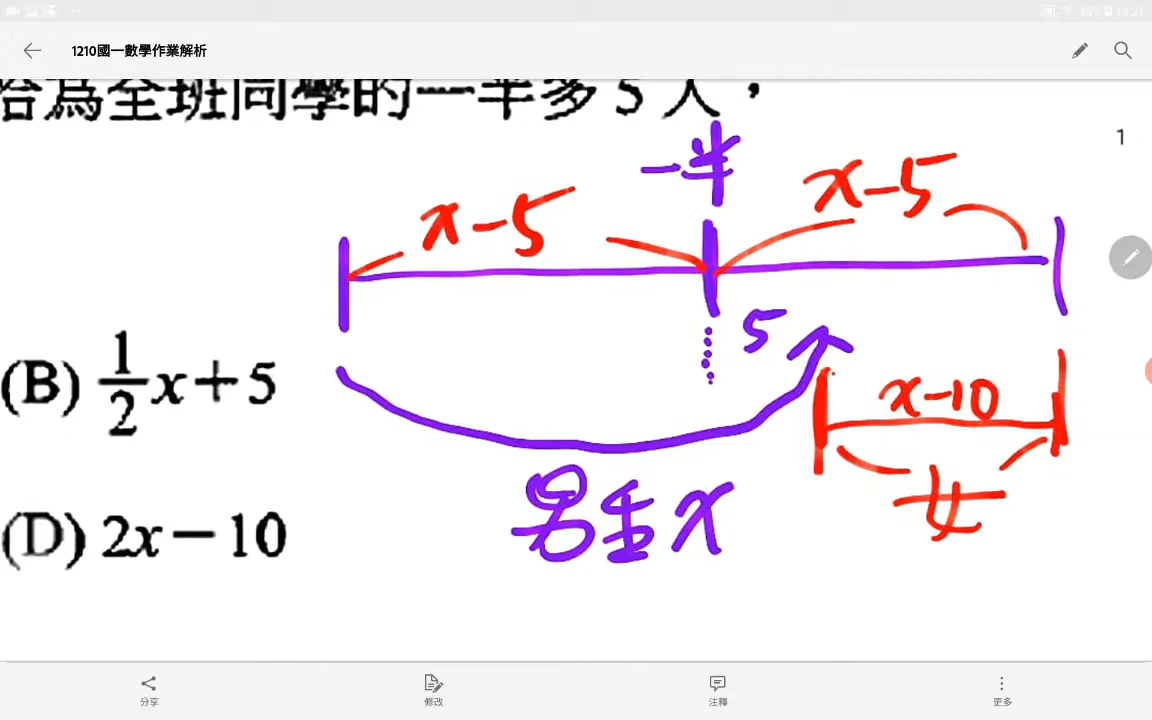 1210國一數學作業解析
恰為全班同學的一半多5人，
1
一半
x-5
x-5
5
(B) 1/2 x+5
x-10
男生x
女
(D) 2x-10
分享
修改
注釋
更多